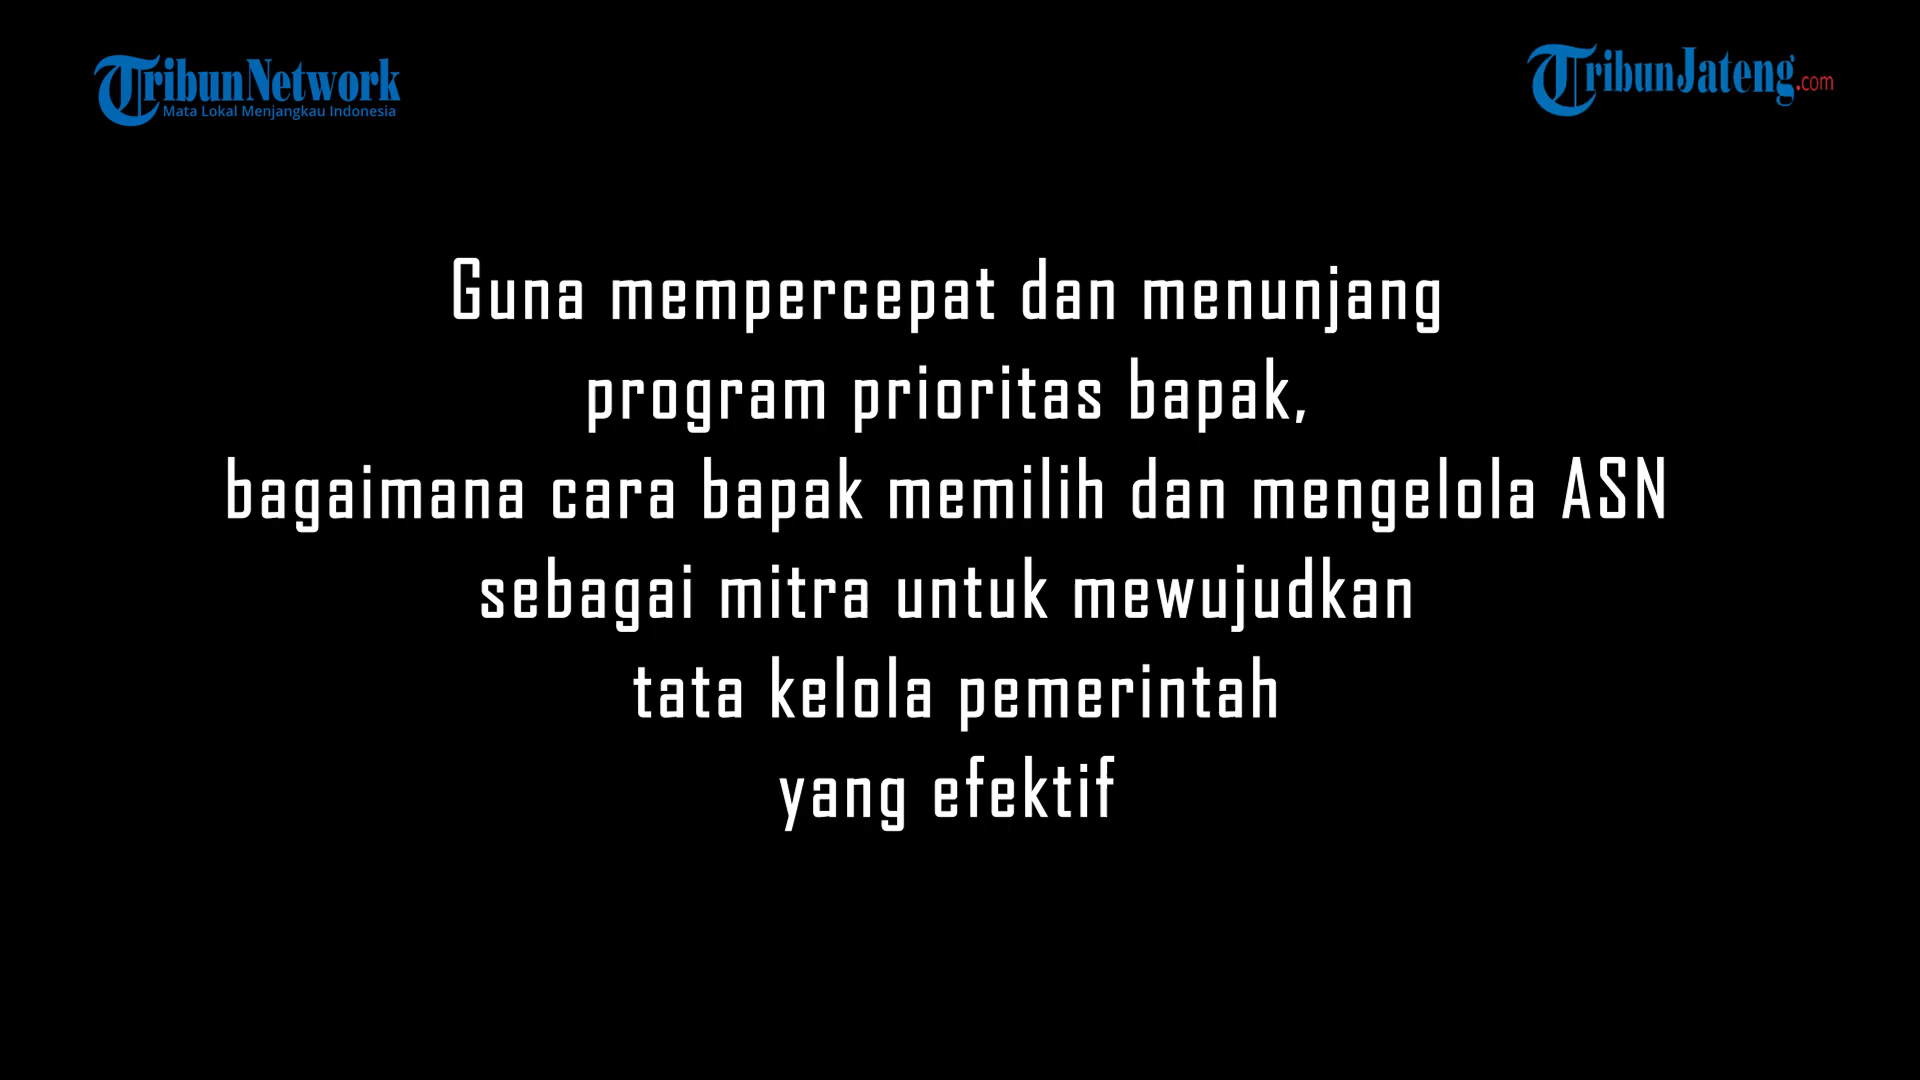 TribunNetwork
Mata Lokal Menjangkau Indonesia
TribunJateng.com
Guna mempercepat dan menunjang
program prioritas bapak,
bagaimana cara bapak memilih dan mengelola ASN
sebagai mitra untuk mewujudkan
tata kelola pemerintah
yang efektif